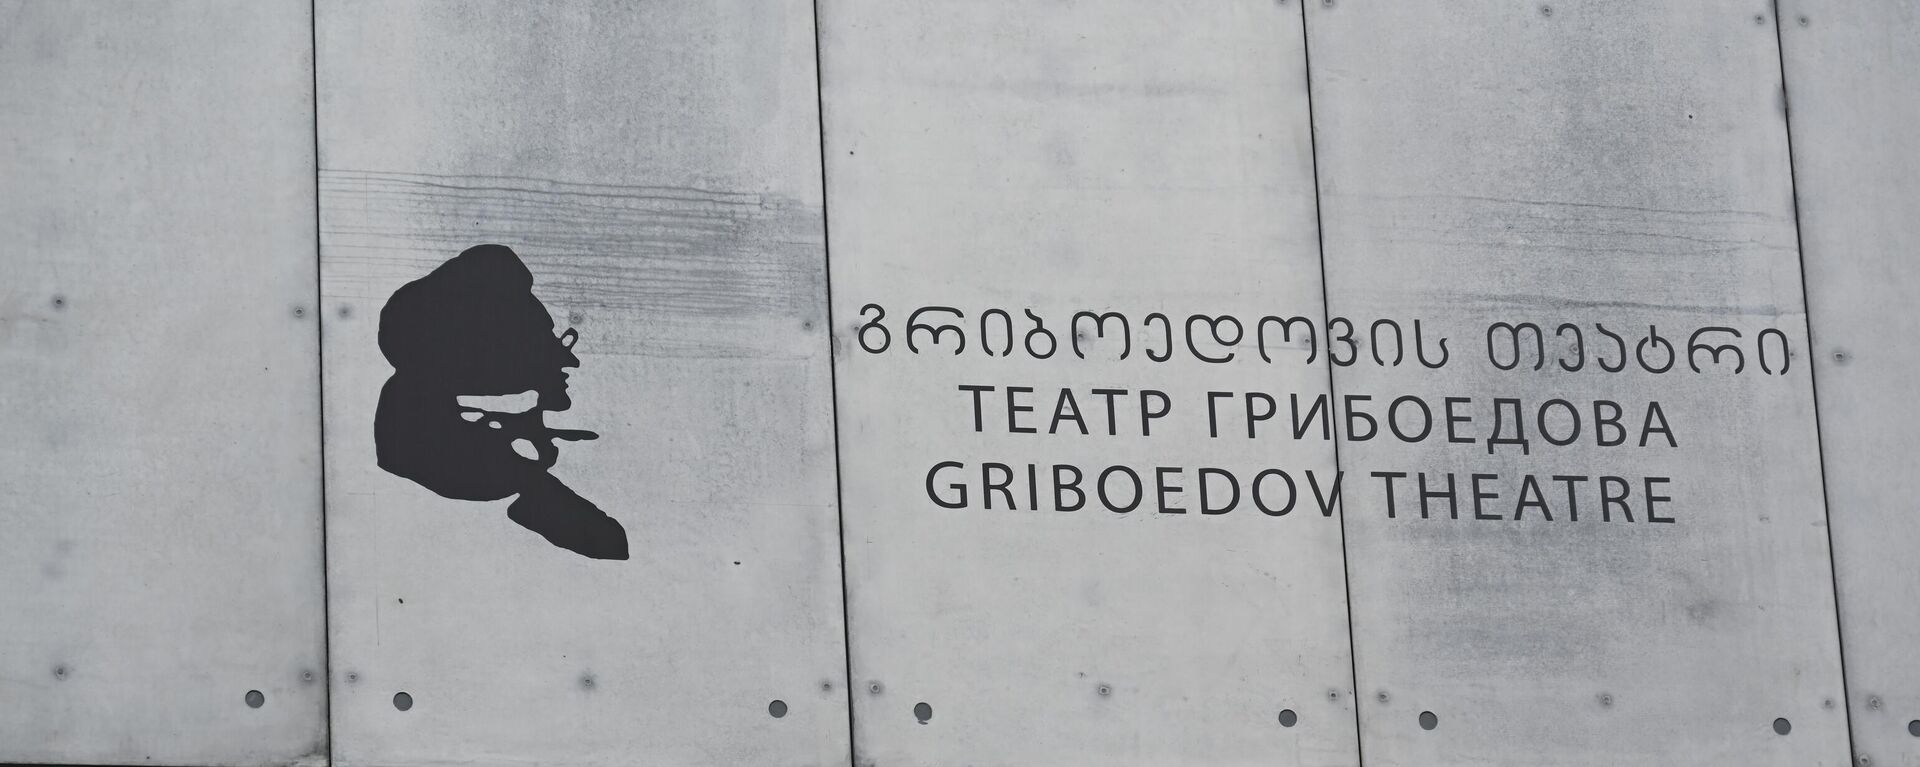 გრიბოედოვის თეატრი
ТЕАТР ГРИБОЕДОВА
GRIBOEDOV THEATRE